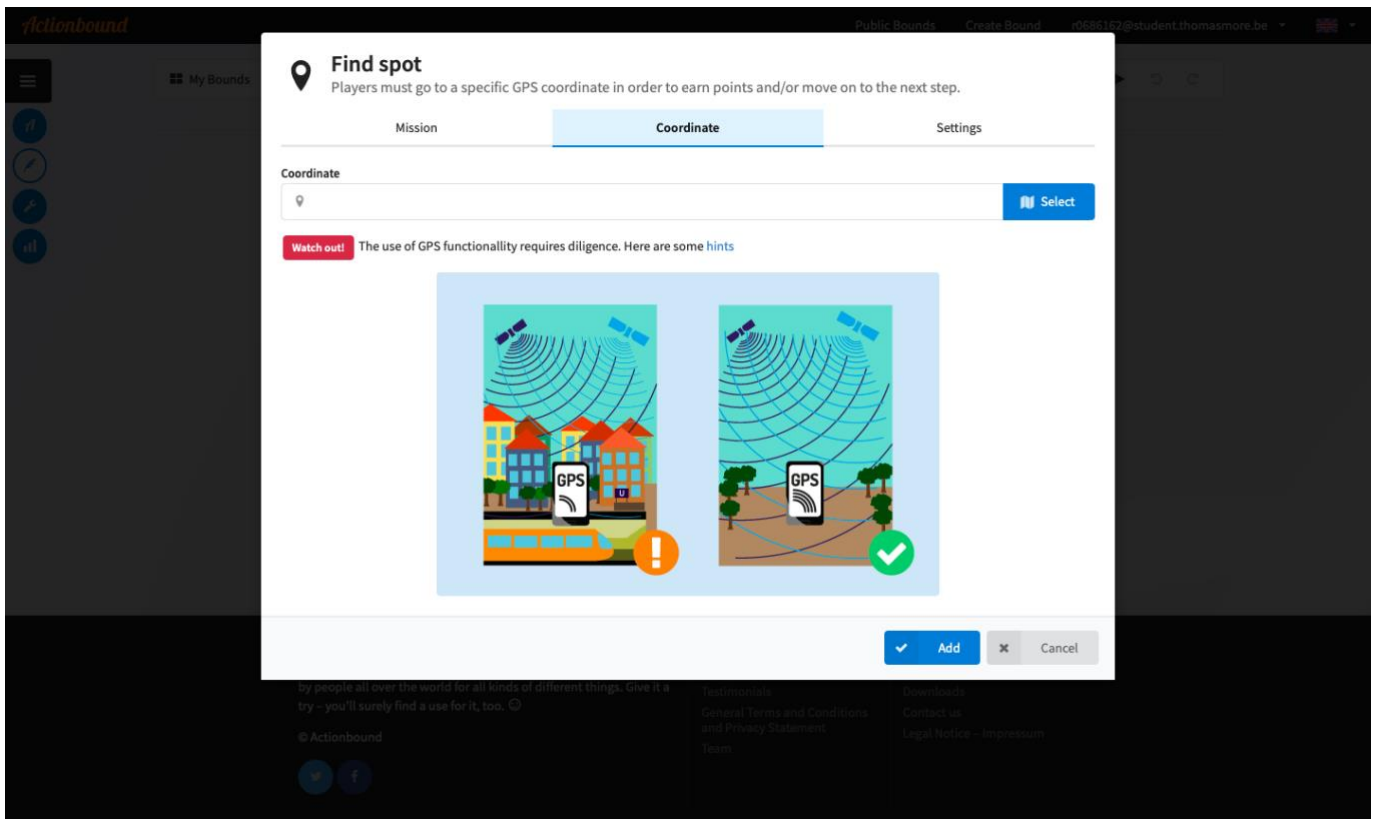 Actionbound
Public Bounds Create Bound r0686162@student.thomasmore.be
My Bounds
Find spot
Players must go to a specific GPS coordinate in order to earn points and/or move on to the next step.
Mission Coordinate Settings
Coordinate
Select
Watch out! The use of GPS functionallity requires diligence. Here are some hints
GPS
U
GPS
Add Cancel
by people all over the world for all kinds of different things. Give it a
try – you'll surely find a use for it, too.
© Actionbound
Testimonials
General Terms and Conditions
and Privacy Statement
Team
Downloads
Contact us
Legal Notice – Impressum